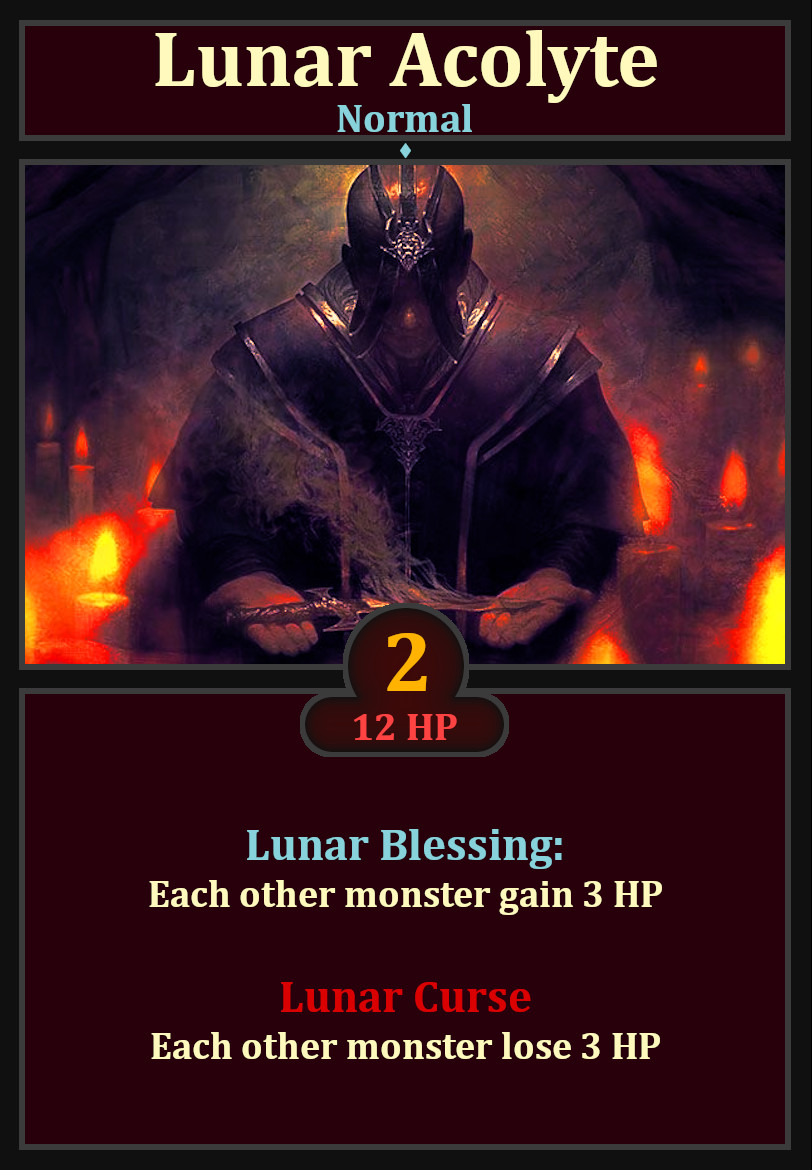 Lunar Acolyte
Normal
2
12 HP
Lunar Blessing:
Each other monster gain 3 HP
Lunar Curse
Each other monster lose 3 HP